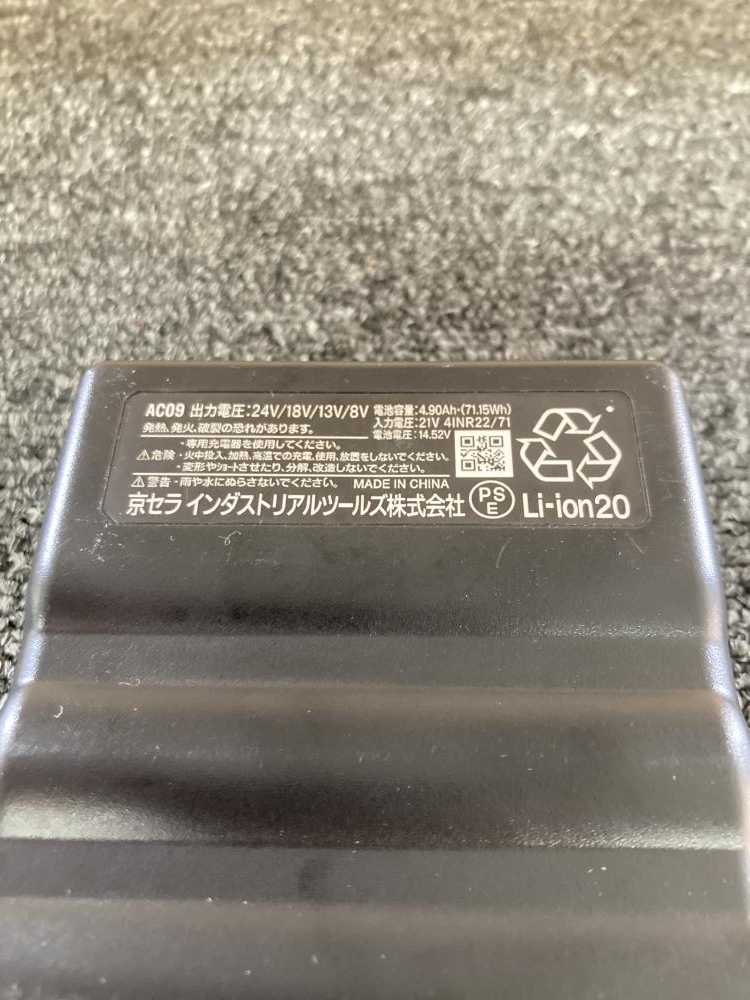 AC09 出力電圧:24V/18V/13V/8V 電池容量:4.90Ah・(71.15Wh)
入力電圧:21V 4INR22/71
発熱、発火、破裂の恐れがあります。
電池電圧:14.52V
・専用充電器を使用してください。
⚠危険・火中投入、加熱、高温での充電、使用、放置をしないでください。
・変形やショートさせたり、分解、改造しないでください。
⚠警告・雨や水にぬらさないでください。 MADE IN CHINA
京セラ インダストリアルツールズ株式会社 PSE Li-ion20